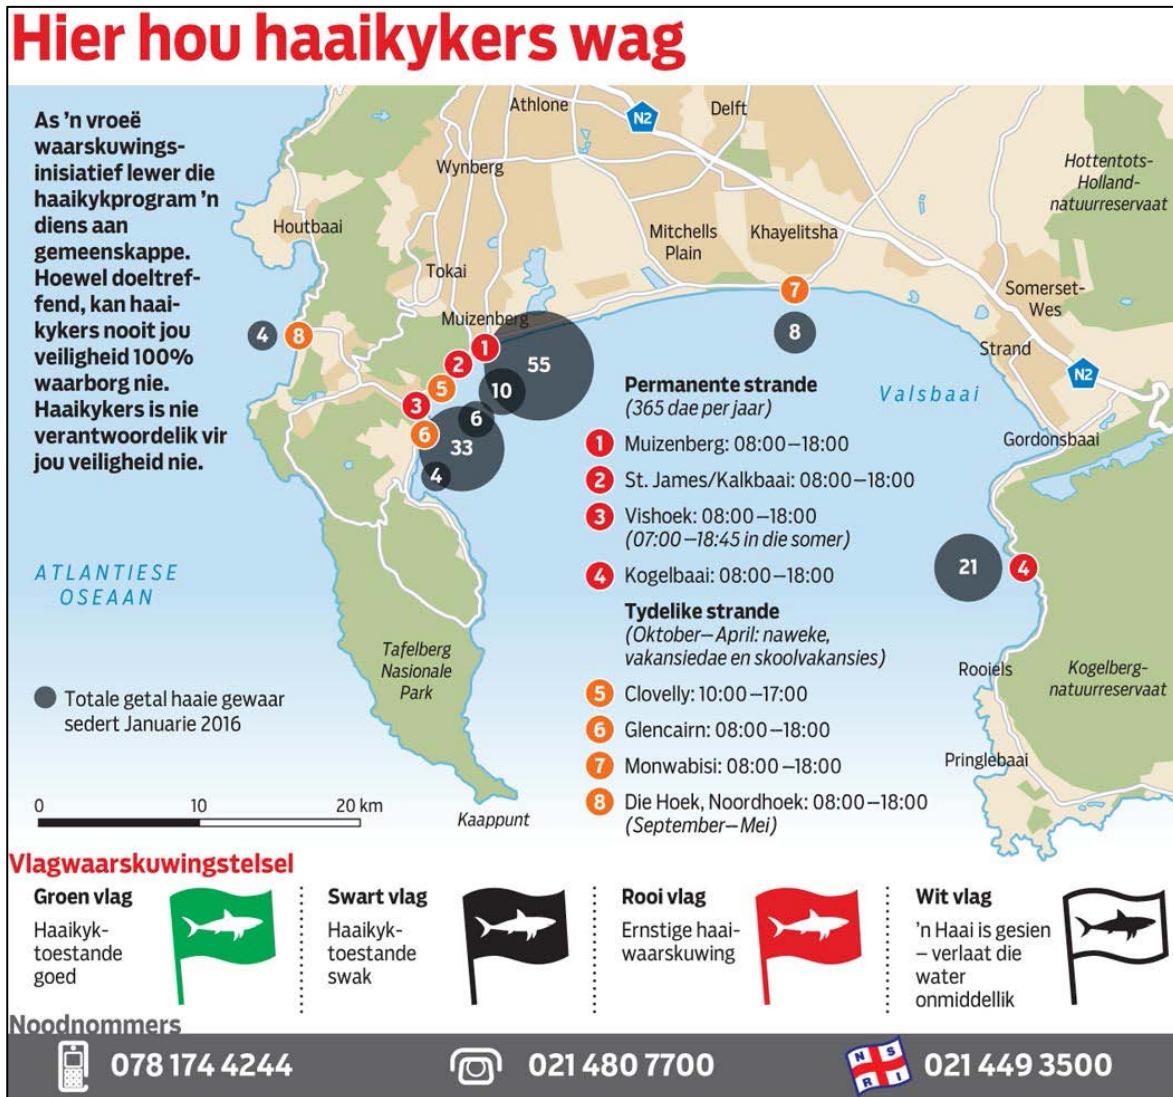 Hier hou haaikykers wag
As 'n vroeë
waarskuwings-
inisiatief lewer die
haaikykprogram 'n
diens aan
gemeenskappe.
Hoewel doeltref-
fend, kan haai-
kykers nooit jou
veiligheid 100%
waarborg nie.
Haaikykers is nie
verantwoordelik vir
jou veiligheid nie.
Athlone
N2
Delft
Wynberg
Hottentots-
Holland-
natuurreservaat
Houtbaai
Mitchells
Plain
Khayelitsha
Tokai
Somerset-
Wes
Muizenberg
7
4
8
8
1
55
Strand
2
N2
5
10
Valsbaai
3
6
6
33
4
Gordonsbaai
21
4
Permanente strande
(365 dae per jaar)
1 Muizenberg: 08:00–18:00
2 St. James/Kalkbaai: 08:00–18:00
3 Vishoek: 08:00–18:00
(07:00–18:45 in die somer)
4 Kogelbaai: 08:00–18:00
Tydelike strande
(Oktober–April: naweke,
vakansiedae en skoolvakansies)
5 Clovelly: 10:00–17:00
6 Glencairn: 08:00–18:00
7 Monwabisi: 08:00–18:00
8 Die Hoek, Noordhoek: 08:00–18:00
(September–Mei)
ATLANTIESE
OSEAAN
Tafelberg
Nasionale
Park
Rooiels
Kogelberg-
natuurreservaat
Pringlebaai
Kaappunt
Totale getal haaie gewaar
sedert Januarie 2016
0 10 20 km
Vlagwaarskuwingstelsel
Groen vlag
Haaikyk-
toestande
goed
Swart vlag
Haaikyk-
toestande
swak
Rooi vlag
Ernstige haai-
waarskuwing
Wit vlag
'n Haai is gesien
– verlaat die
water
onmiddellik
Noodnommers
078 174 4244
021 480 7700
N S
R I
021 449 3500